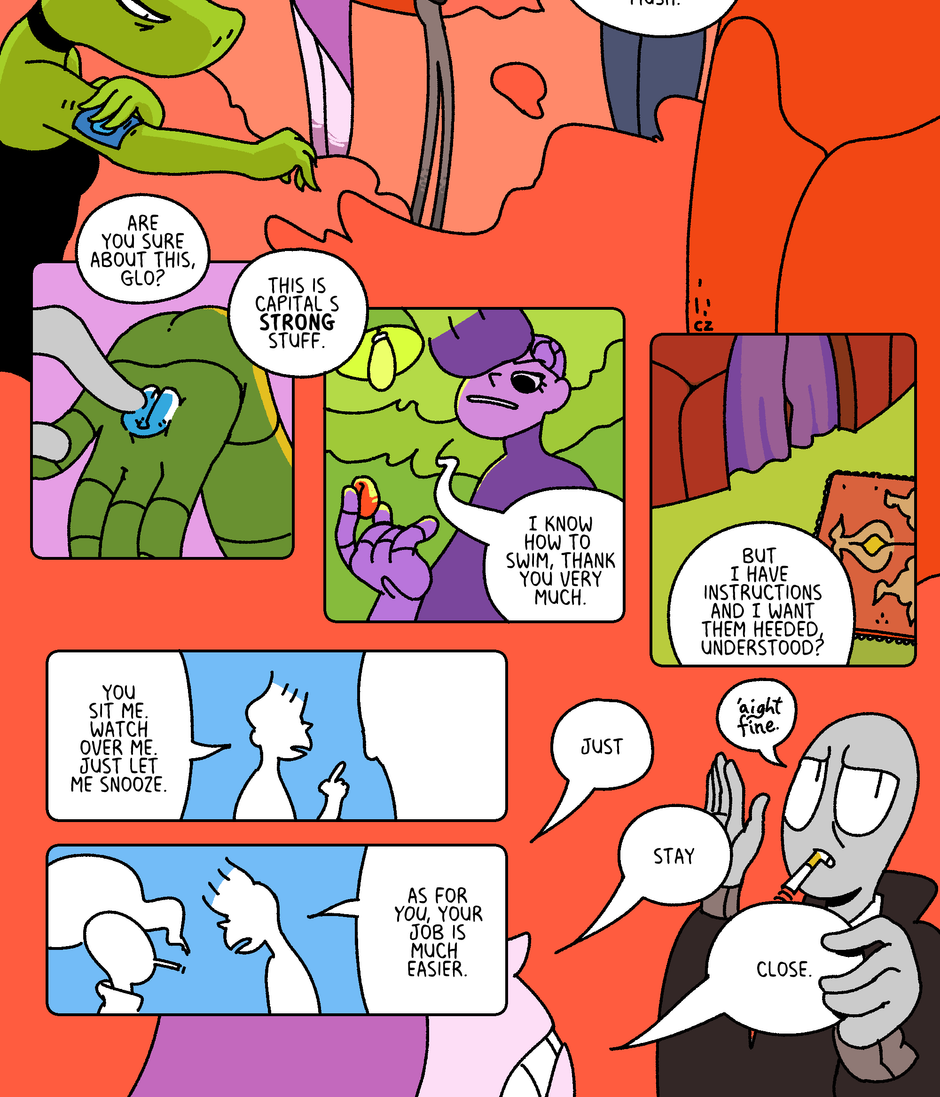 ARE
YOU SURE
ABOUT THIS,
GLO?
THIS IS
CAPITAL S
STRONG
STUFF.
CZ
I KNOW
HOW TO
SWIM, THANK
YOU VERY
MUCH.
BUT
I HAVE
INSTRUCTIONS
AND I WANT
THEM HEEDED,
UNDERSTOOD?
YOU
SIT ME.
WATCH
OVER ME.
JUST LET
ME SNOOZE.
AS FOR
YOU, YOUR
JOB IS
MUCH
EASIER.
JUST
STAY
CLOSE.
'aight
fine.